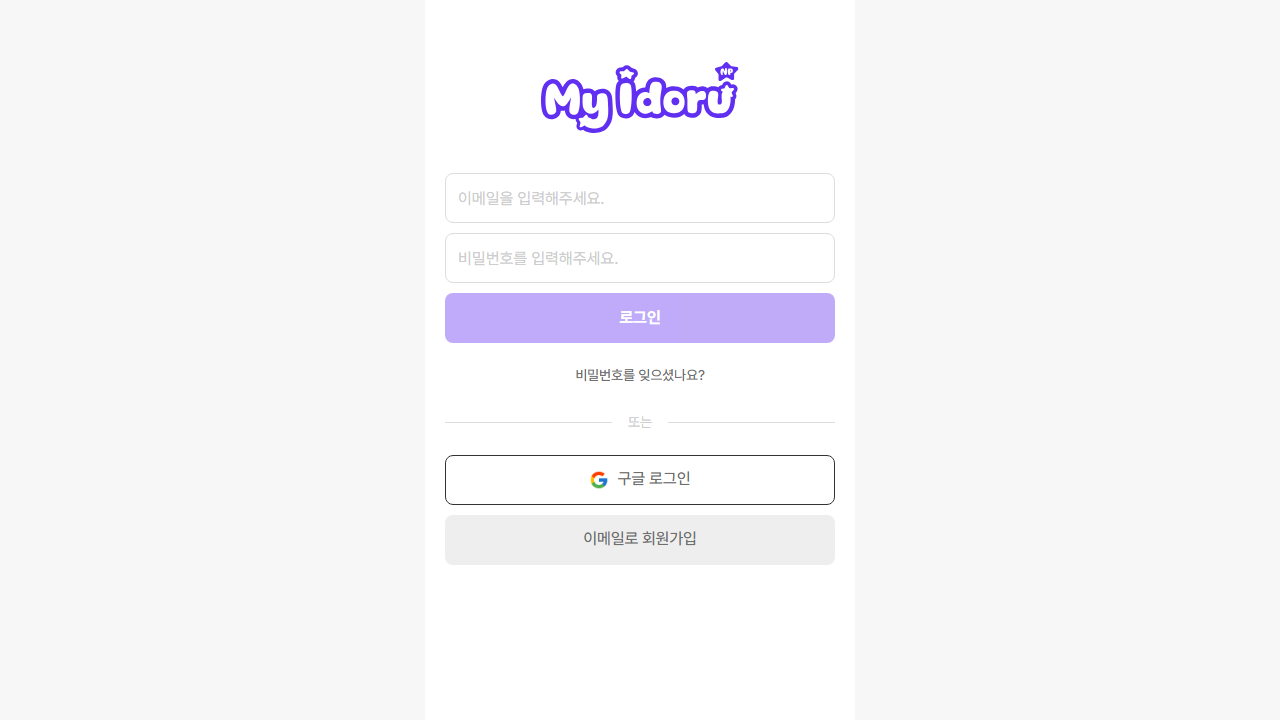 NP
My idoru
이메일을 입력해주세요.
비밀번호를 입력해주세요.
로그인
비밀번호를 잊으셨나요?
또는
구글 로그인
이메일로 회원가입